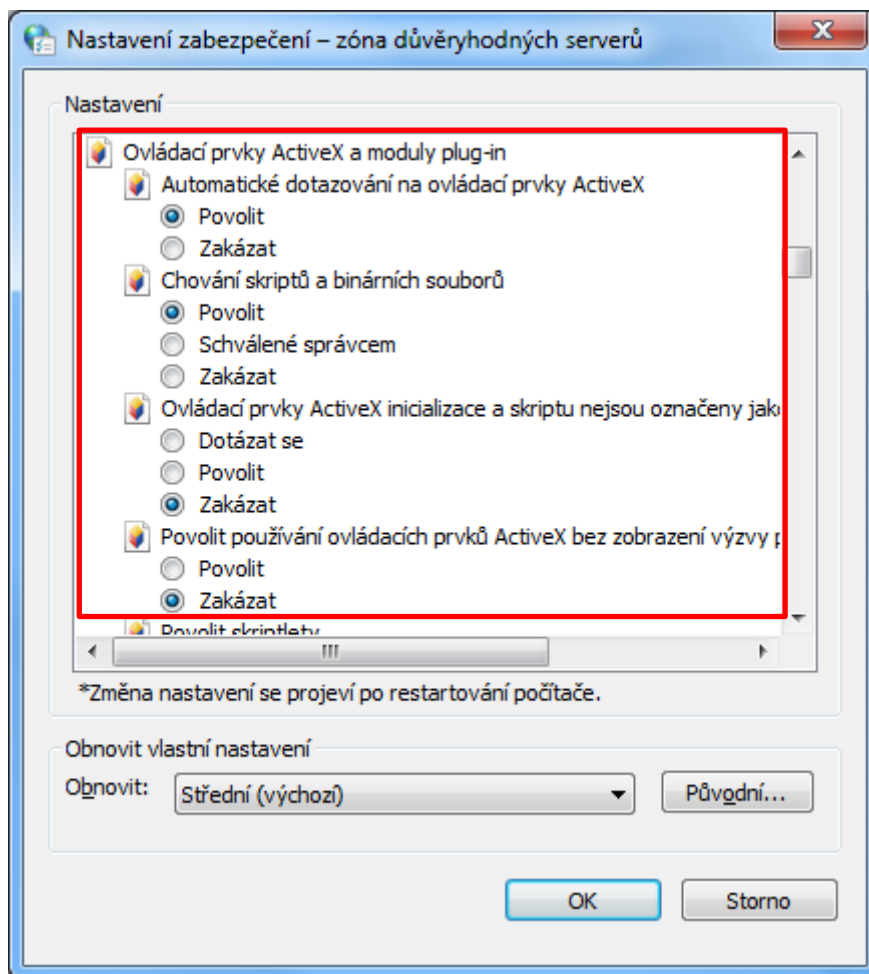 Nastavení zabezpečení – zóna důvěryhodných serverů
Nastavení
Ovládací prvky ActiveX a moduly plug-in
Automatické dotazování na ovládací prvky ActiveX
Povolit
Zakázat
Chování skriptů a binárních souborů
Povolit
Schválené správcem
Zakázat
Ovládací prvky ActiveX inicializace a skriptu nejsou označeny jako
Dotázat se
Povolit
Zakázat
Povolit používání ovládacích prvků ActiveX bez zobrazení výzvy p
Povolit
Zakázat
Povolit skriptlety
*Změna nastavení se projeví po restartování počítače.
Obnovit vlastní nastavení
Obnovit: Střední (výchozí) Původní...
OK Storno